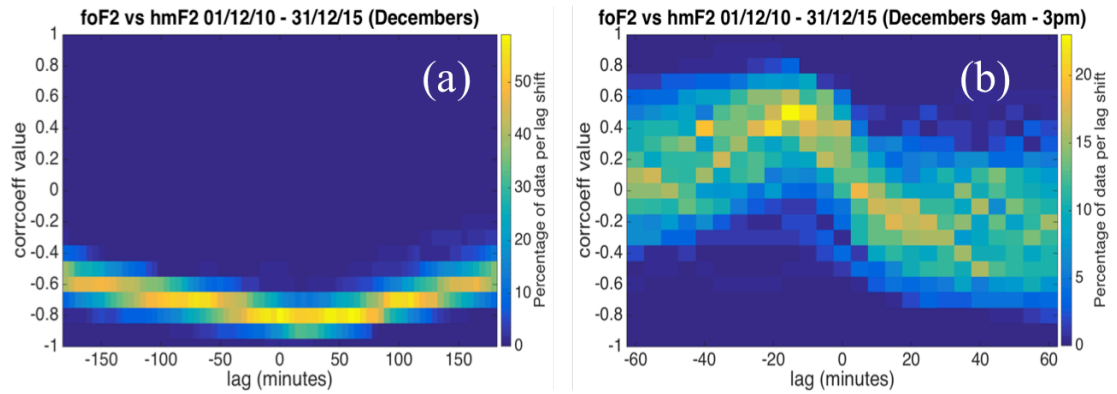 foF2 vs hmF2 01/12/10 - 31/12/15 (Decembers)
(a)
corrcoeff value
1
0.8
0.6
0.4
0.2
0
-0.2
-0.4
-0.6
-0.8
-1
-150 -100 -50 0 50 100 150
lag (minutes)
50
40
30
20
10
0
Percentage of data per lag shift
foF2 vs hmF2 01/12/10 - 31/12/15 (Decembers 9am - 3pm)
(b)
corrcoeff value
1
0.8
0.6
0.4
0.2
0
-0.2
-0.4
-0.6
-0.8
-1
-60 -40 -20 0 20 40 60
lag (minutes)
20
15
10
5
0
Percentage of data per lag shift